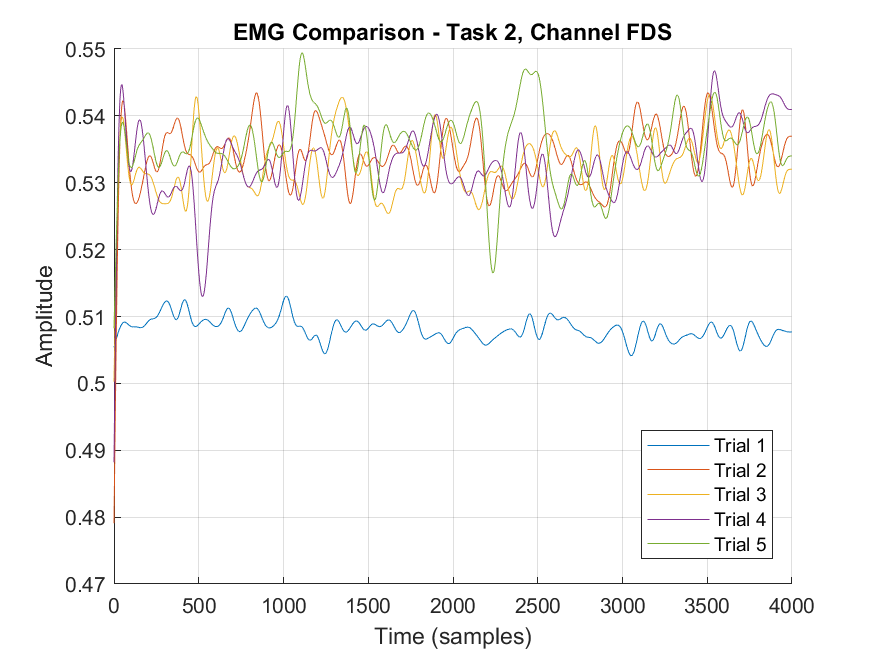 EMG Comparison - Task 2, Channel FDS
0.55
0.54
0.53
0.52
0.51
0.5
0.49
0.48
0.47
Amplitude
0 500 1000 1500 2000 2500 3000 3500 4000
Time (samples)
Trial 1
Trial 2
Trial 3
Trial 4
Trial 5